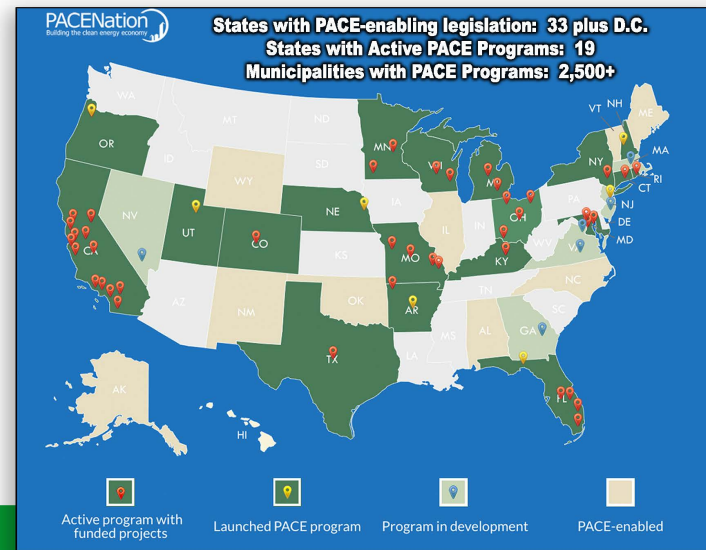 PACENation
Building the clean energy economy
States with PACE-enabling legislation: 33 plus D.C.
States with Active PACE Programs: 19
Municipalities with PACE Programs: 2,500+
WA
MT
ND
MN
VT
NH
ME
OR
ID
SD
WI
MI
NY
MA
WY
RI
CT
NV
UT
NE
IA
PA
NJ
IL
IN
OH
DE
CO
MD
CA
KS
MO
WV
VA
KY
AZ
NM
OK
AR
TN
NC
SC
MS
AL
GA
TX
LA
AK
FL
HI
Active program with
funded projects
Launched PACE program
Program in development
PACE-enabled